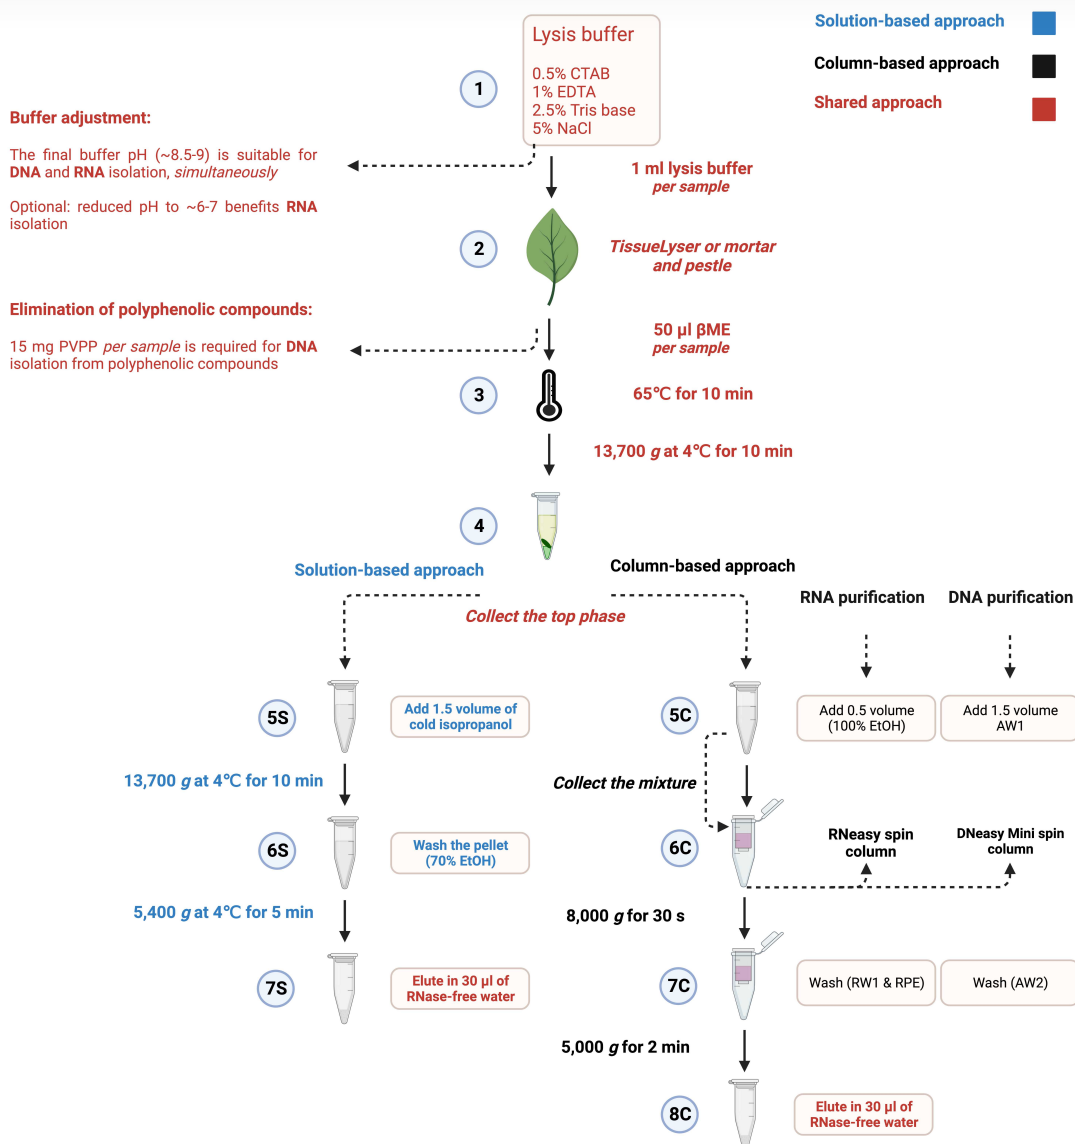 Solution-based approach
Column-based approach
Shared approach
Lysis buffer
0.5% CTAB
1% EDTA
2.5% Tris base
5% NaCl
1
Buffer adjustment:
The final buffer pH (~8.5-9) is suitable for
DNA and RNA isolation, simultaneously
Optional: reduced pH to ~6-7 benefits RNA
isolation
1 ml lysis buffer
per sample
2
TissueLyser or mortar
and pestle
Elimination of polyphenolic compounds:
15 mg PVPP per sample is required for DNA
isolation from polyphenolic compounds
50 µl βME
per sample
3
65℃ for 10 min
13,700 g at 4℃ for 10 min
4
Solution-based approach
Column-based approach
Collect the top phase
RNA purification
DNA purification
5S
Add 1.5 volume of
cold isopropanol
5C
Add 0.5 volume
(100% EtOH)
Add 1.5 volume
AW1
13,700 g at 4℃ for 10 min
Collect the mixture
6S
Wash the pellet
(70% EtOH)
6C
RNeasy spin
column
DNeasy Mini spin
column
5,400 g at 4℃ for 5 min
8,000 g for 30 s
7S
Elute in 30 µl of
RNase-free water
7C
Wash (RW1 & RPE)
Wash (AW2)
5,000 g for 2 min
8C
Elute in 30 µl of
RNase-free water